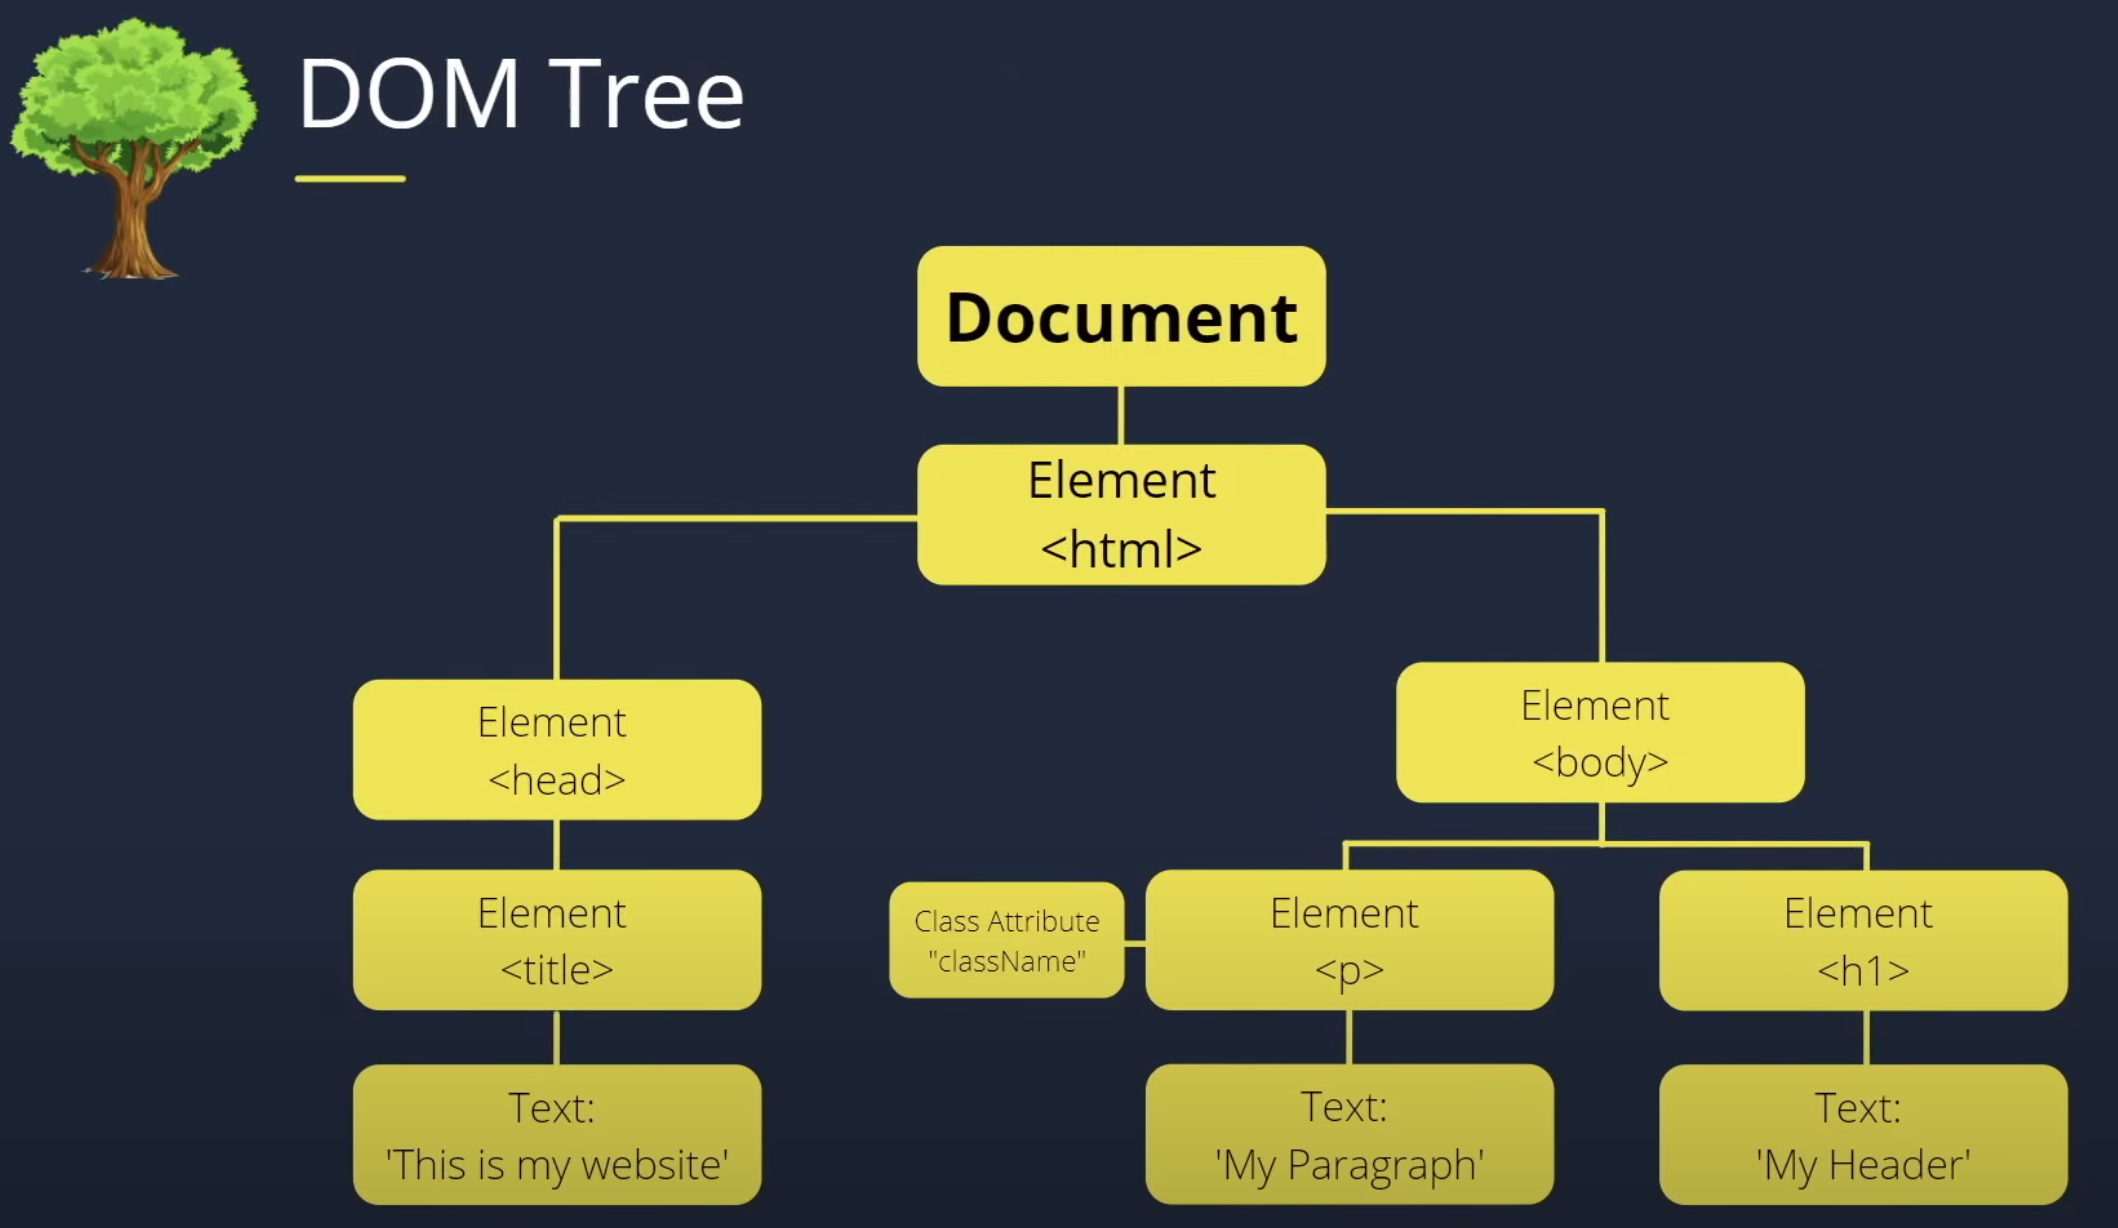 DOM Tree
Document
Element
<html>
Element
<head>
Element
<body>
Element
<title>
Class Attribute
"className"
Element
<p>
Element
<h1>
Text:
'This is my website'
Text:
'My Paragraph'
Text:
'My Header'